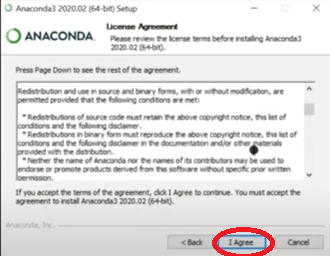 Anaconda3 2020.02 (64-bit) Setup
ANACONDA.
License Agreement
Please review the license terms before installing Anaconda3
2020.02 (64-bit).
Press Page Down to see the rest of the agreement.
Redistribution and use in source and binary forms, with or without modification, are
permitted provided that the following conditions are met:
* Redistributions of source code must retain the above copyright notice, this list of
conditions and the following disclaimer.
* Redistributions in binary form must reproduce the above copyright notice, this list of
conditions and the following disclaimer in the documentation and/or other materials
provided with the distribution.
* Neither the name of Anaconda nor the names of its contributors may be used to
endorse or promote products derived from this software without specific prior written
permission.
If you accept the terms of the agreement, click I Agree to continue. You must accept the
agreement to install Anaconda3 2020.02 (64-bit).
Anaconda, Inc.
< Back
I Agree
Cancel